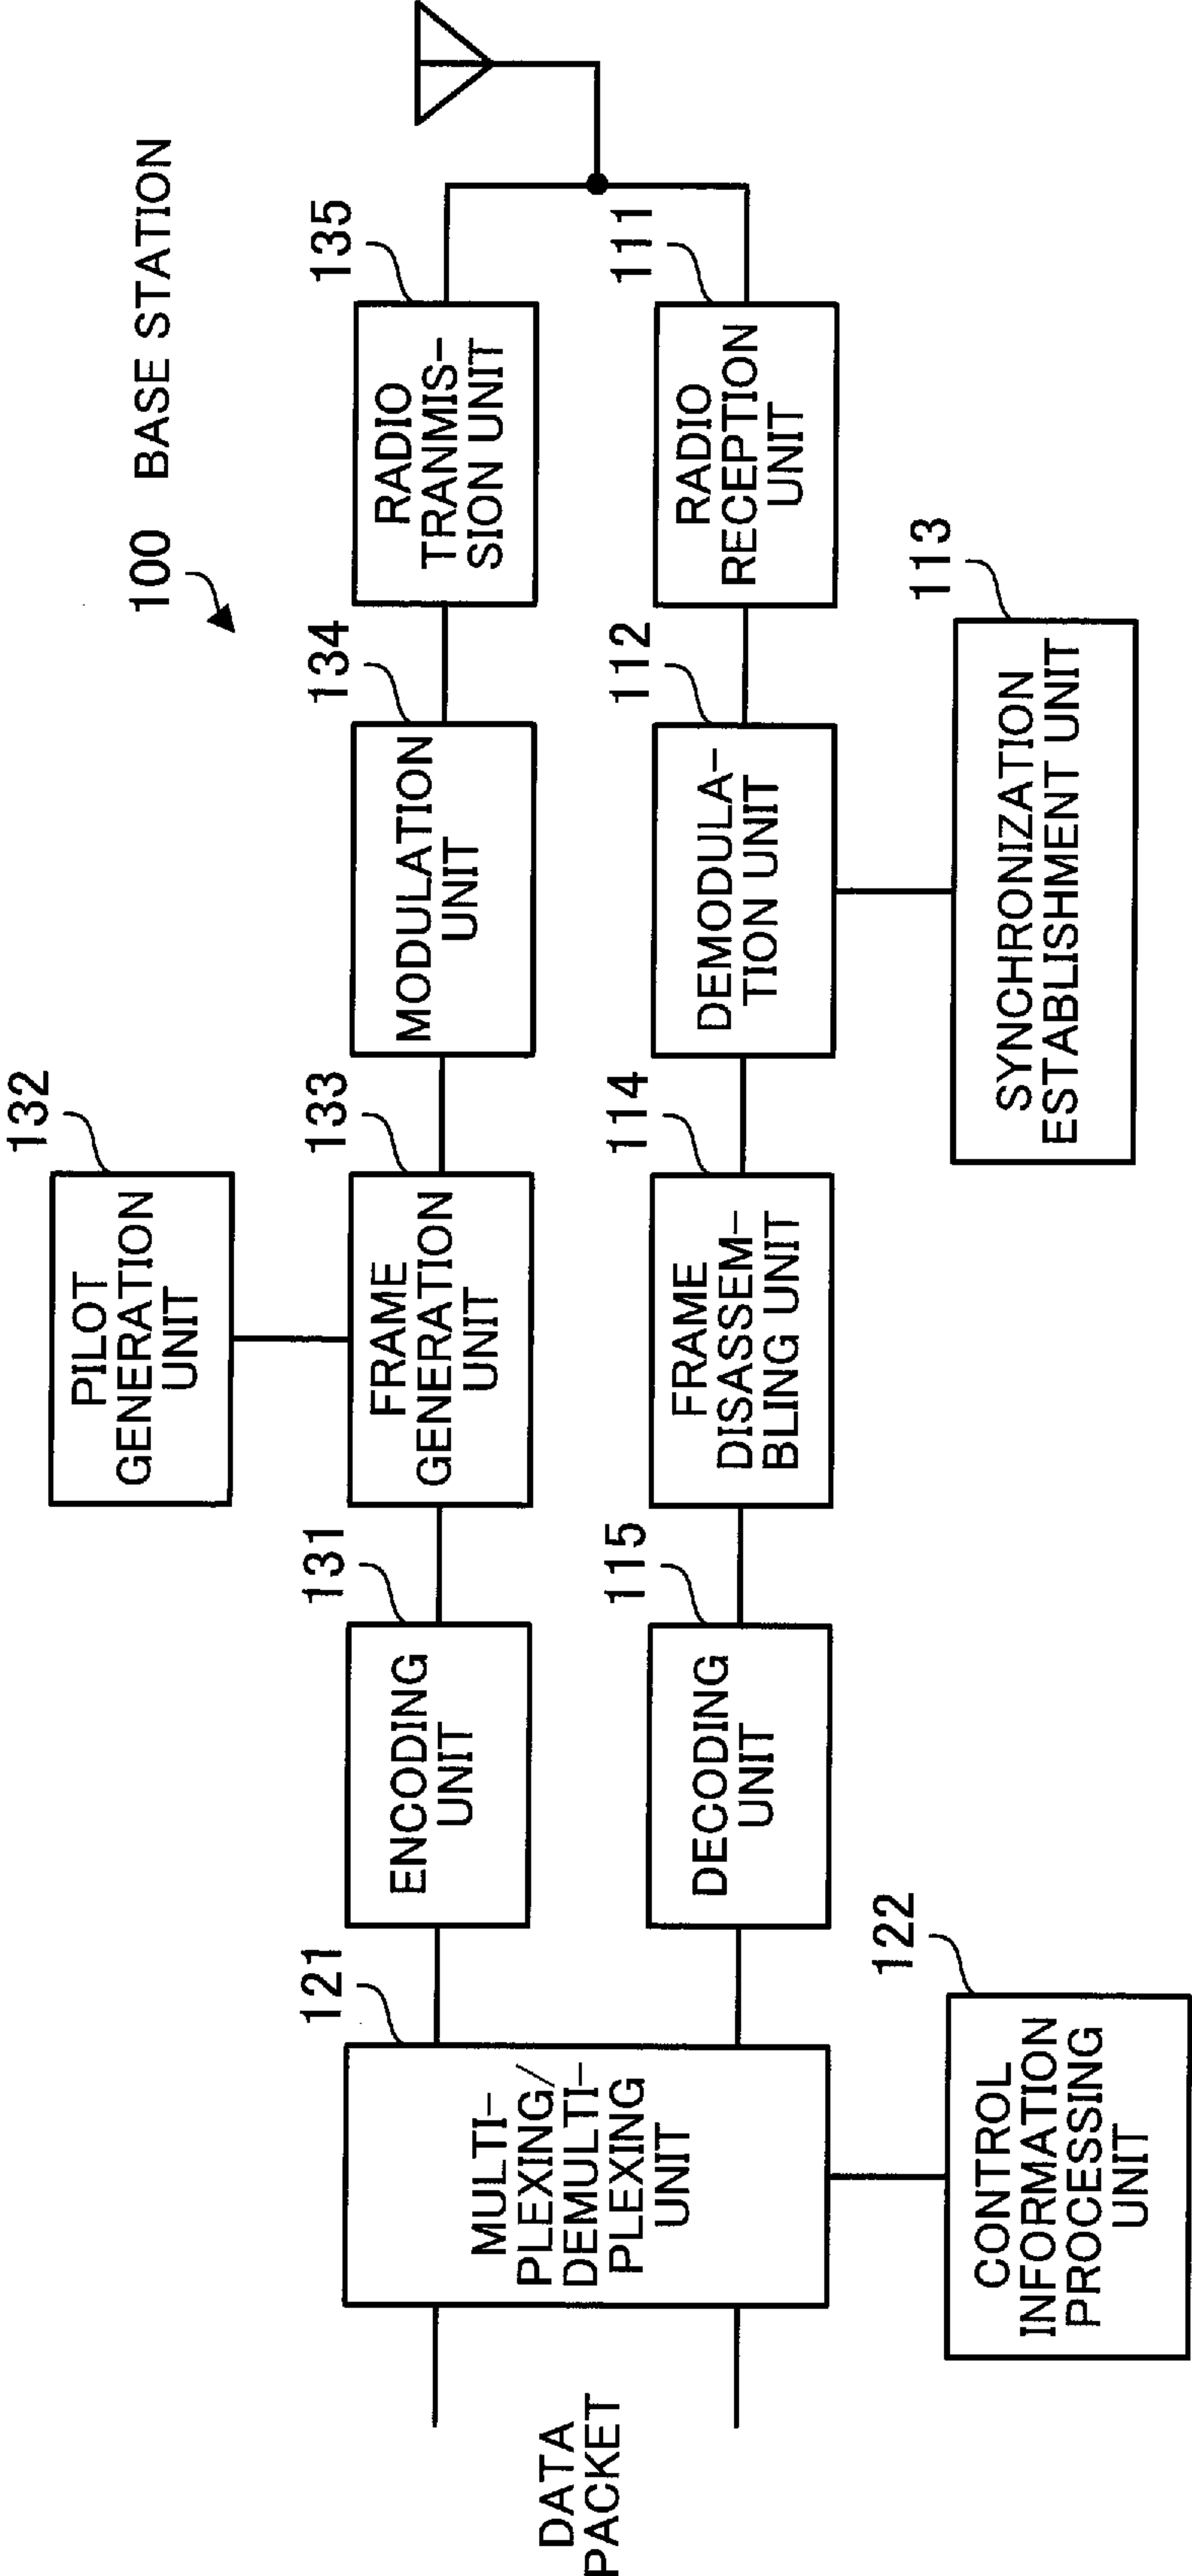 100 BASE STATION
132
PILOT
GENERATION
UNIT
121
131
133
134
135
MULTI-
PLEXING/
DEMULTI-
PLEXING
UNIT
ENCODING
UNIT
FRAME
GENERATION
UNIT
MODULATION
UNIT
RADIO
TRANMIS-
SION UNIT
DATA
PACKET
115
114
112
111
DECODING
UNIT
FRAME
DISASSEM-
BLING UNIT
DEMODULA-
TION UNIT
RADIO
RECEPTION
UNIT
122
CONTROL
INFORMATION
PROCESSING
UNIT
113
SYNCHRONIZATION
ESTABLISHMENT UNIT